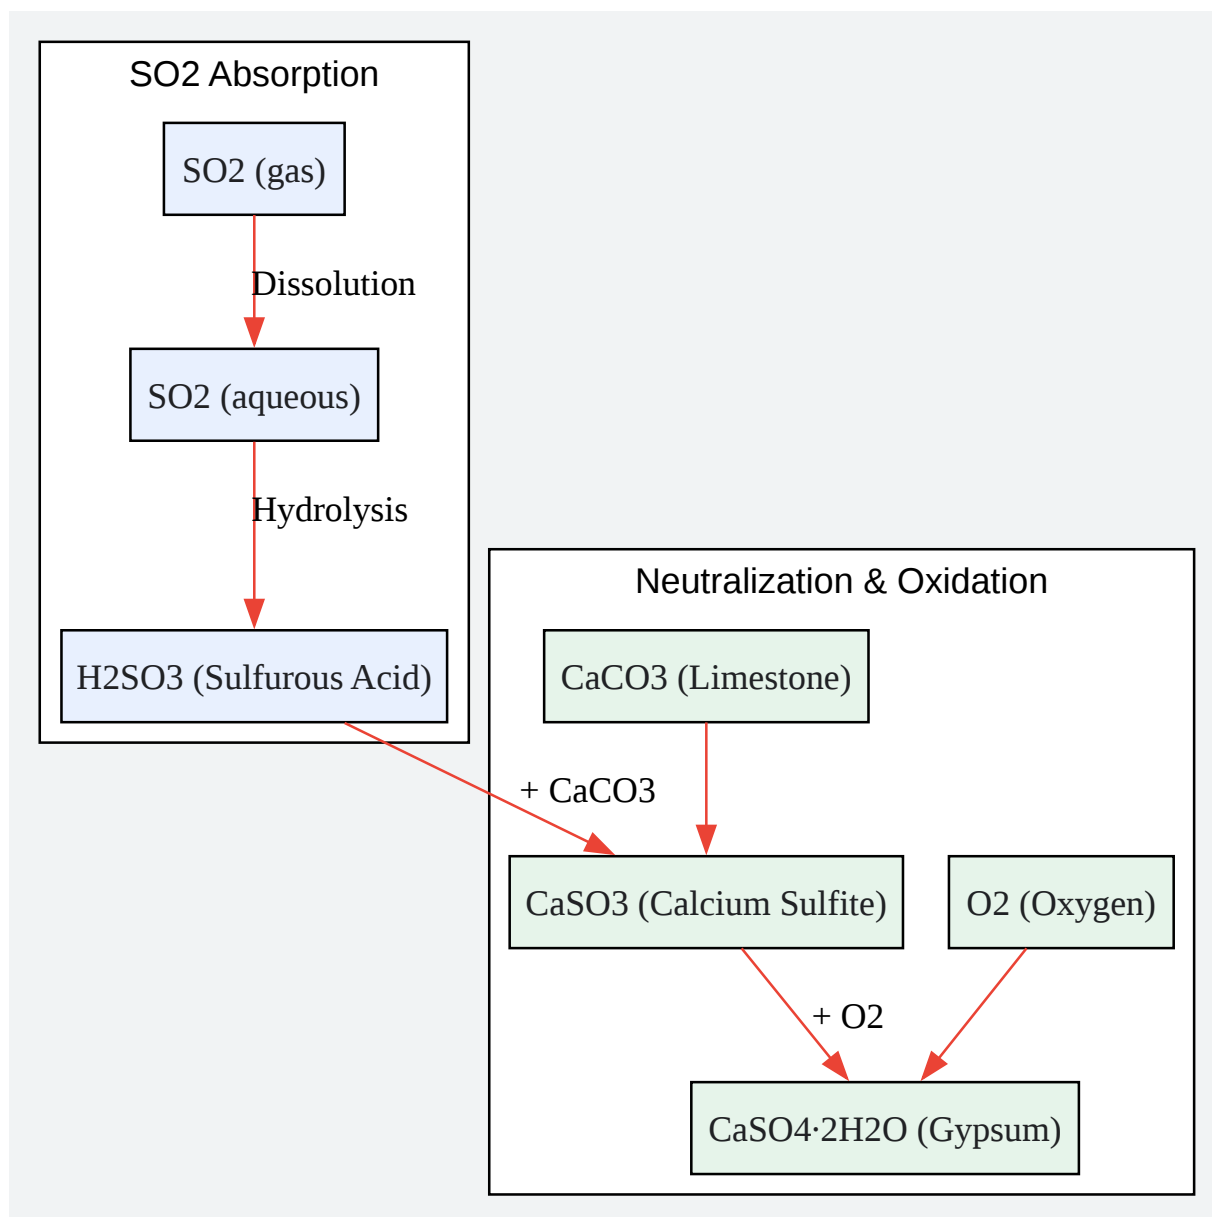 SO2 Absorption
SO2 (gas)
Dissolution
SO2 (aqueous)
Hydrolysis
H2SO3 (Sulfurous Acid)
Neutralization & Oxidation
CaCO3 (Limestone)
+ CaCO3
CaSO3 (Calcium Sulfite)
O2 (Oxygen)
+ O2
CaSO4·2H2O (Gypsum)